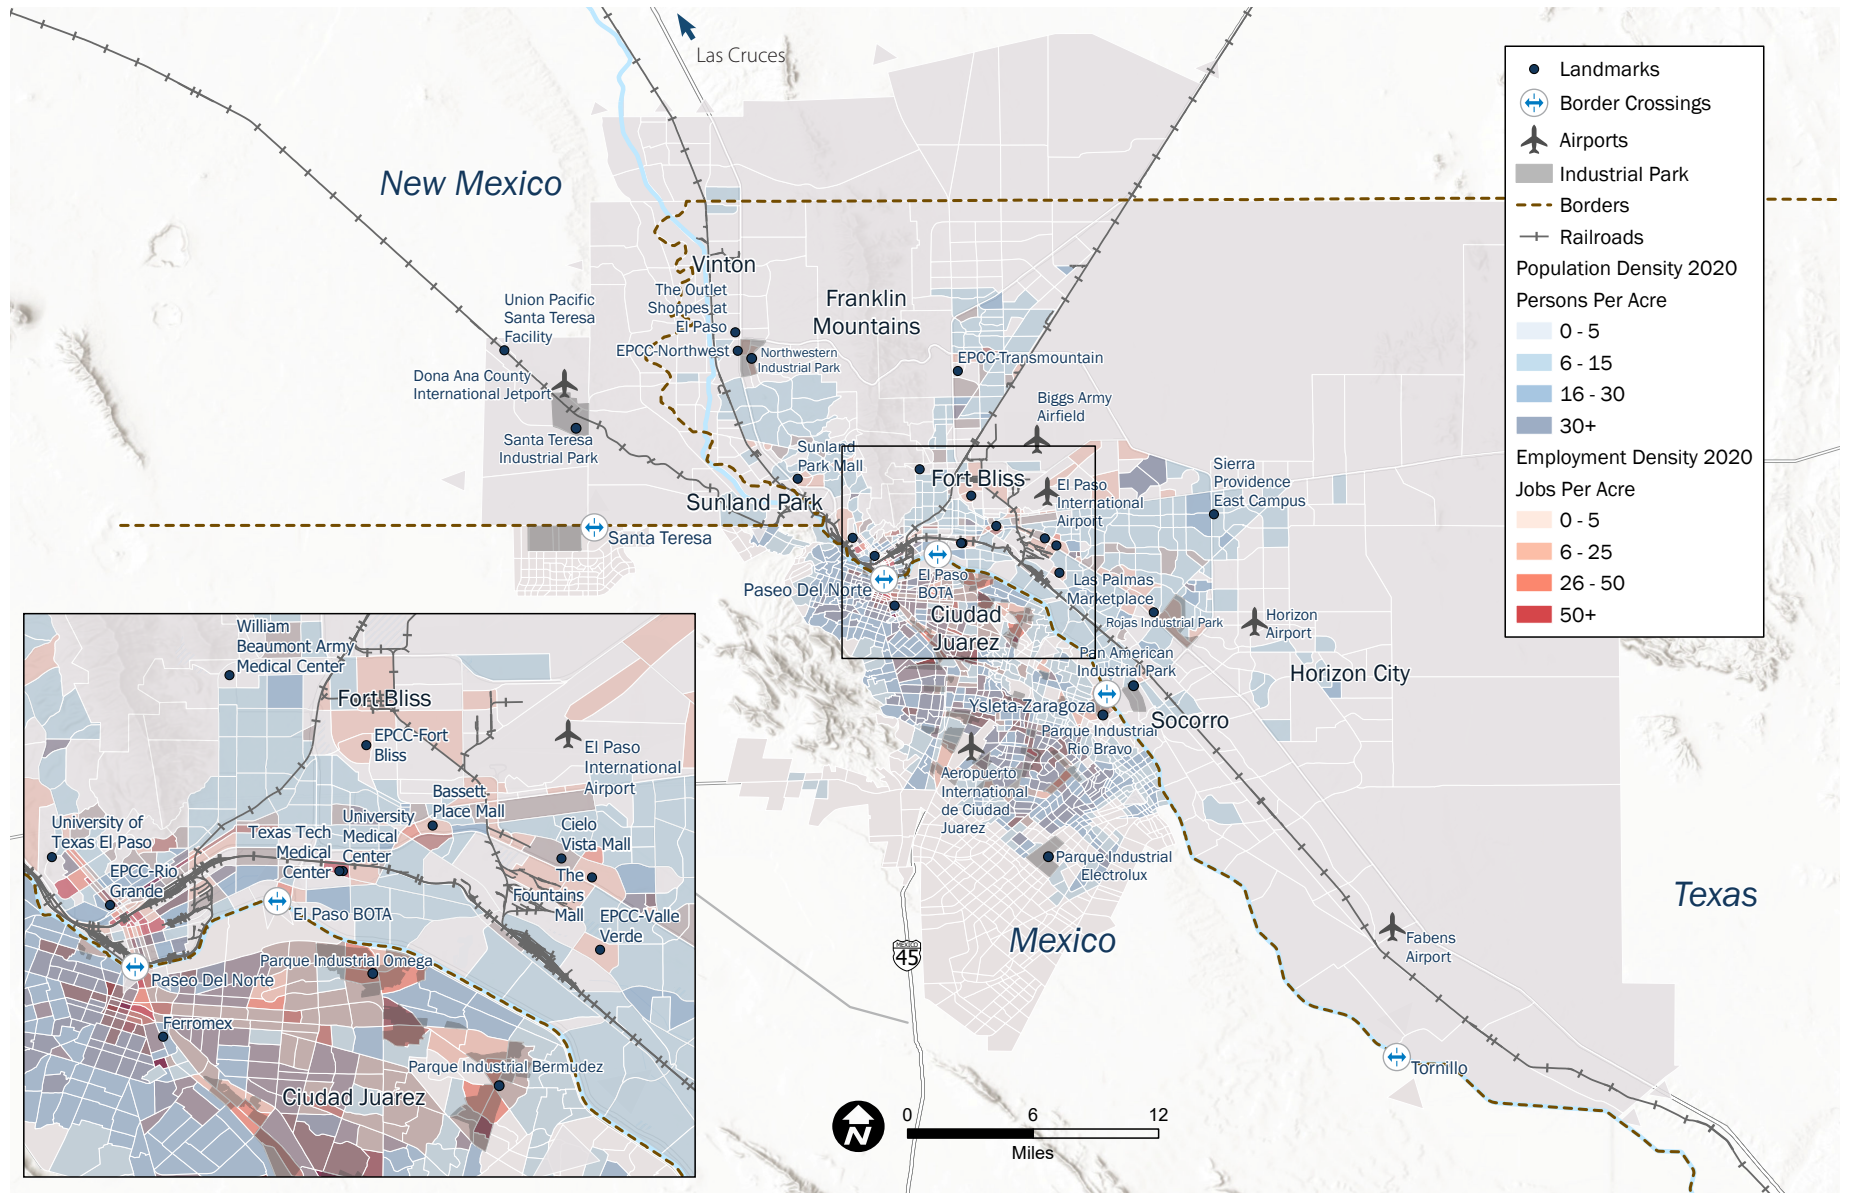 Las Cruces
New Mexico
Vinton
The Outlet
Shoppes at
El Paso
Franklin
Mountains
Union Pacific
Santa Teresa
Facility
EPCC-Northwest
Northwestern
Industrial Park
EPCC-Transmountain
Dona Ana County
International Jetport
Biggs Army
Airfield
Santa Teresa
Industrial Park
Sunland
Park Mall
Fort Bliss
El Paso
International
Airport
Sierra
Providence
East Campus
Sunland Park
Santa Teresa
Paseo Del Norte
El Paso
BOTA
Las Palmas
Marketplace
Ciudad
Juarez
Rojas Industrial Park
Horizon
Airport
Pan American
Industrial Park
Horizon City
Ysleta-Zaragoza
Socorro
Parque Industrial
Rio Bravo
Aeropuerto
International
de Ciudad
Juarez
Parque Industrial
Electrolux
Texas
Mexico
MEXICO
45
Fabens
Airport
Tornillo
N
0 6 12
Miles
Landmarks
Border Crossings
Airports
Industrial Park
Borders
Railroads
Population Density 2020
Persons Per Acre
0 - 5
6 - 15
16 - 30
30+
Employment Density 2020
Jobs Per Acre
0 - 5
6 - 25
26 - 50
50+
William
Beaumont Army
Medical Center
Fort Bliss
EPCC-Fort
Bliss
El Paso
International
Airport
Bassett
Place Mall
University of
Texas El Paso
Texas Tech
Medical
Center
University
Medical
Center
Cielo
Vista Mall
EPCC-Rio
Grande
The
Fountains
Mall
El Paso BOTA
EPCC-Valle
Verde
Parque Industrial Omega
Paseo Del Norte
Ferromex
Parque Industrial Bermudez
Ciudad Juarez